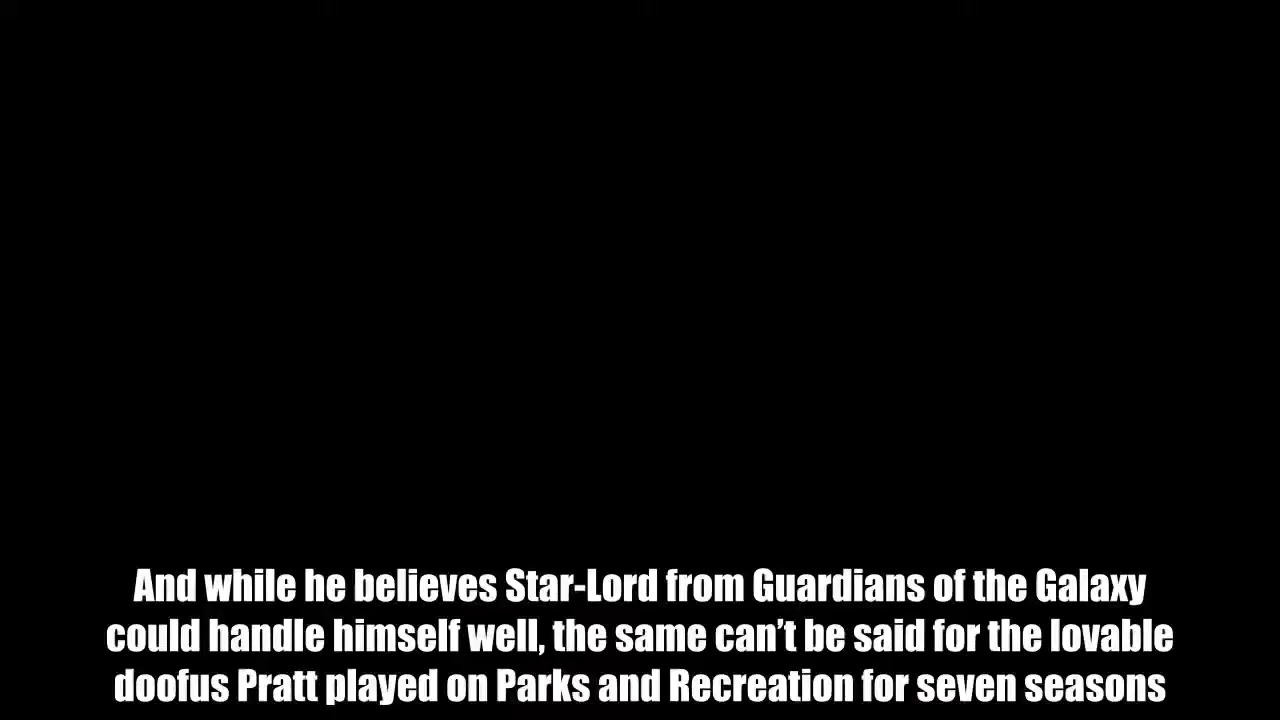 And while he believes Star-Lord from Guardians of the Galaxy
could handle himself well, the same can’t be said for the lovable
doofus Pratt played on Parks and Recreation for seven seasons